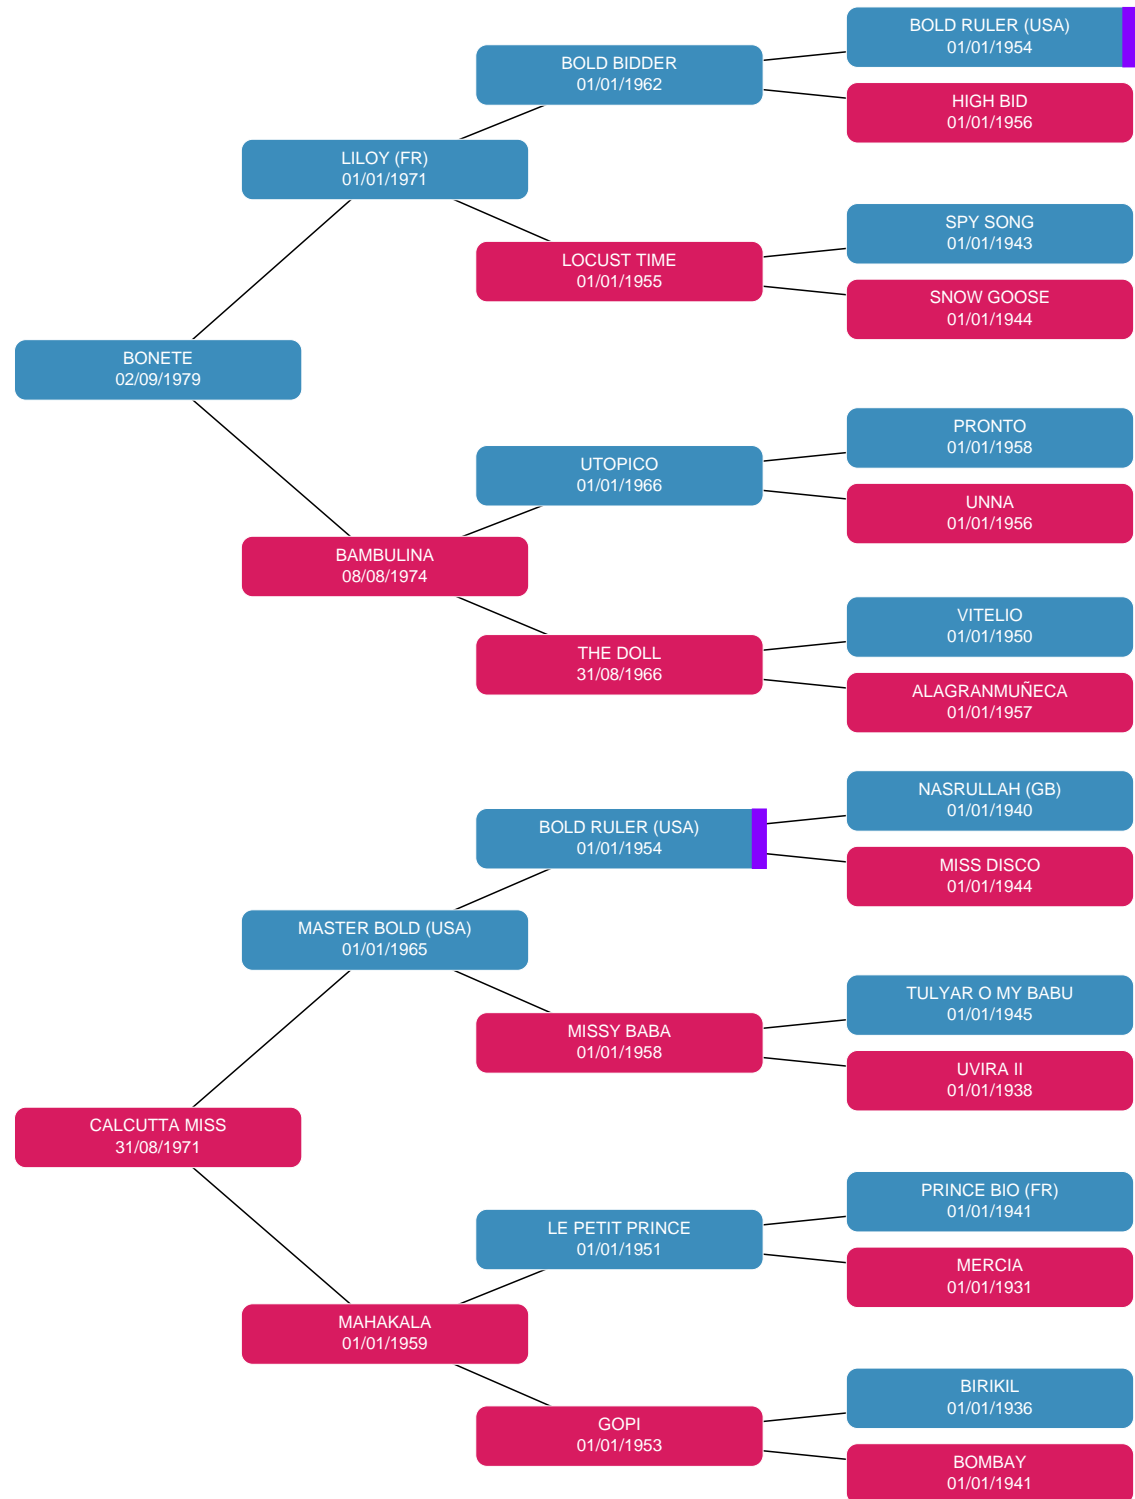 BOLD RULER (USA)
01/01/1954
BOLD BIDDER
01/01/1962
HIGH BID
01/01/1956
LILOY (FR)
01/01/1971
SPY SONG
01/01/1943
LOCUST TIME
01/01/1955
SNOW GOOSE
01/01/1944
BONETE
02/09/1979
PRONTO
01/01/1958
UTOPICO
01/01/1966
UNNA
01/01/1956
BAMBULINA
08/08/1974
VITELIO
01/01/1950
THE DOLL
31/08/1966
ALAGRANMUÑECA
01/01/1957
NASRULLAH (GB)
01/01/1940
BOLD RULER (USA)
01/01/1954
MISS DISCO
01/01/1944
MASTER BOLD (USA)
01/01/1965
TULYAR O MY BABU
01/01/1945
MISSY BABA
01/01/1958
UVIRA II
01/01/1938
CALCUTTA MISS
31/08/1971
PRINCE BIO (FR)
01/01/1941
LE PETIT PRINCE
01/01/1951
MERCIA
01/01/1931
MAHAKALA
01/01/1959
BIRIKIL
01/01/1936
GOPI
01/01/1953
BOMBAY
01/01/1941